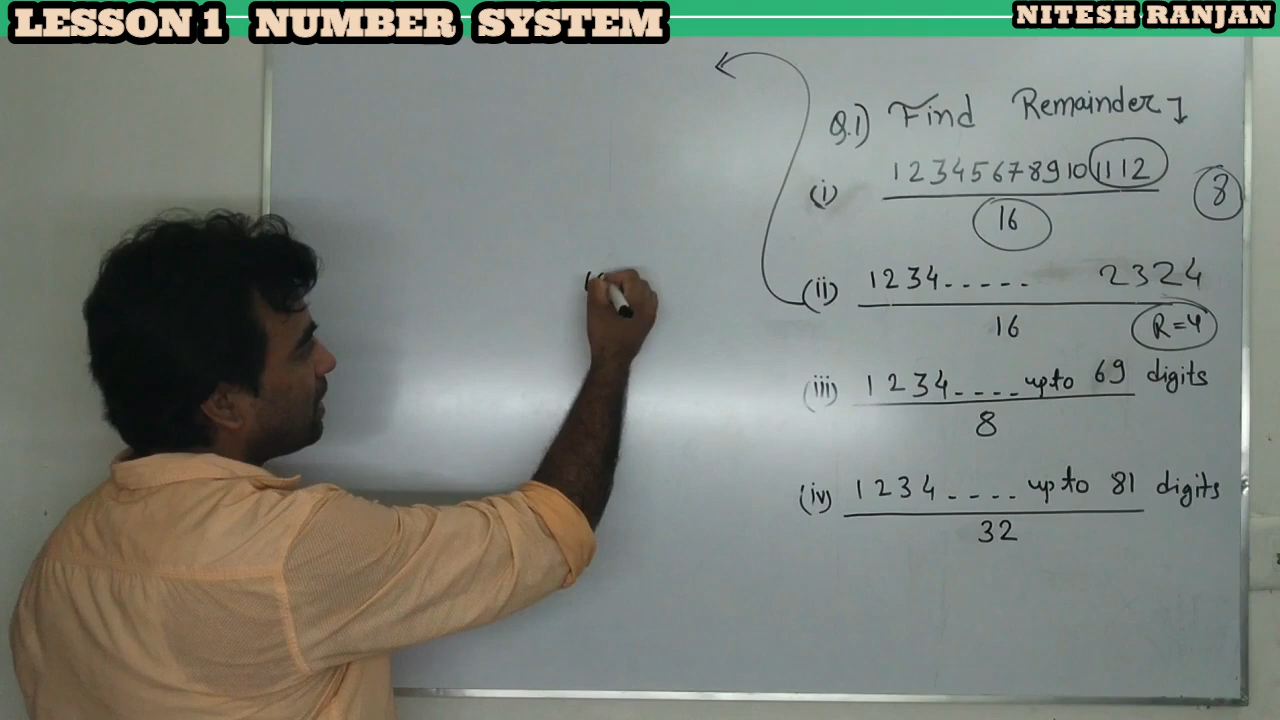 LESSON 1 NUMBER SYSTEM
NITESH RANJAN
Q.1) Find Remainder
(i) 123456789101112
16
8
(ii) 1234..... 2324
16
R=4
(iii) 1234.... upto 69 digits
8
(iv) 1234.... upto 81 digits
32